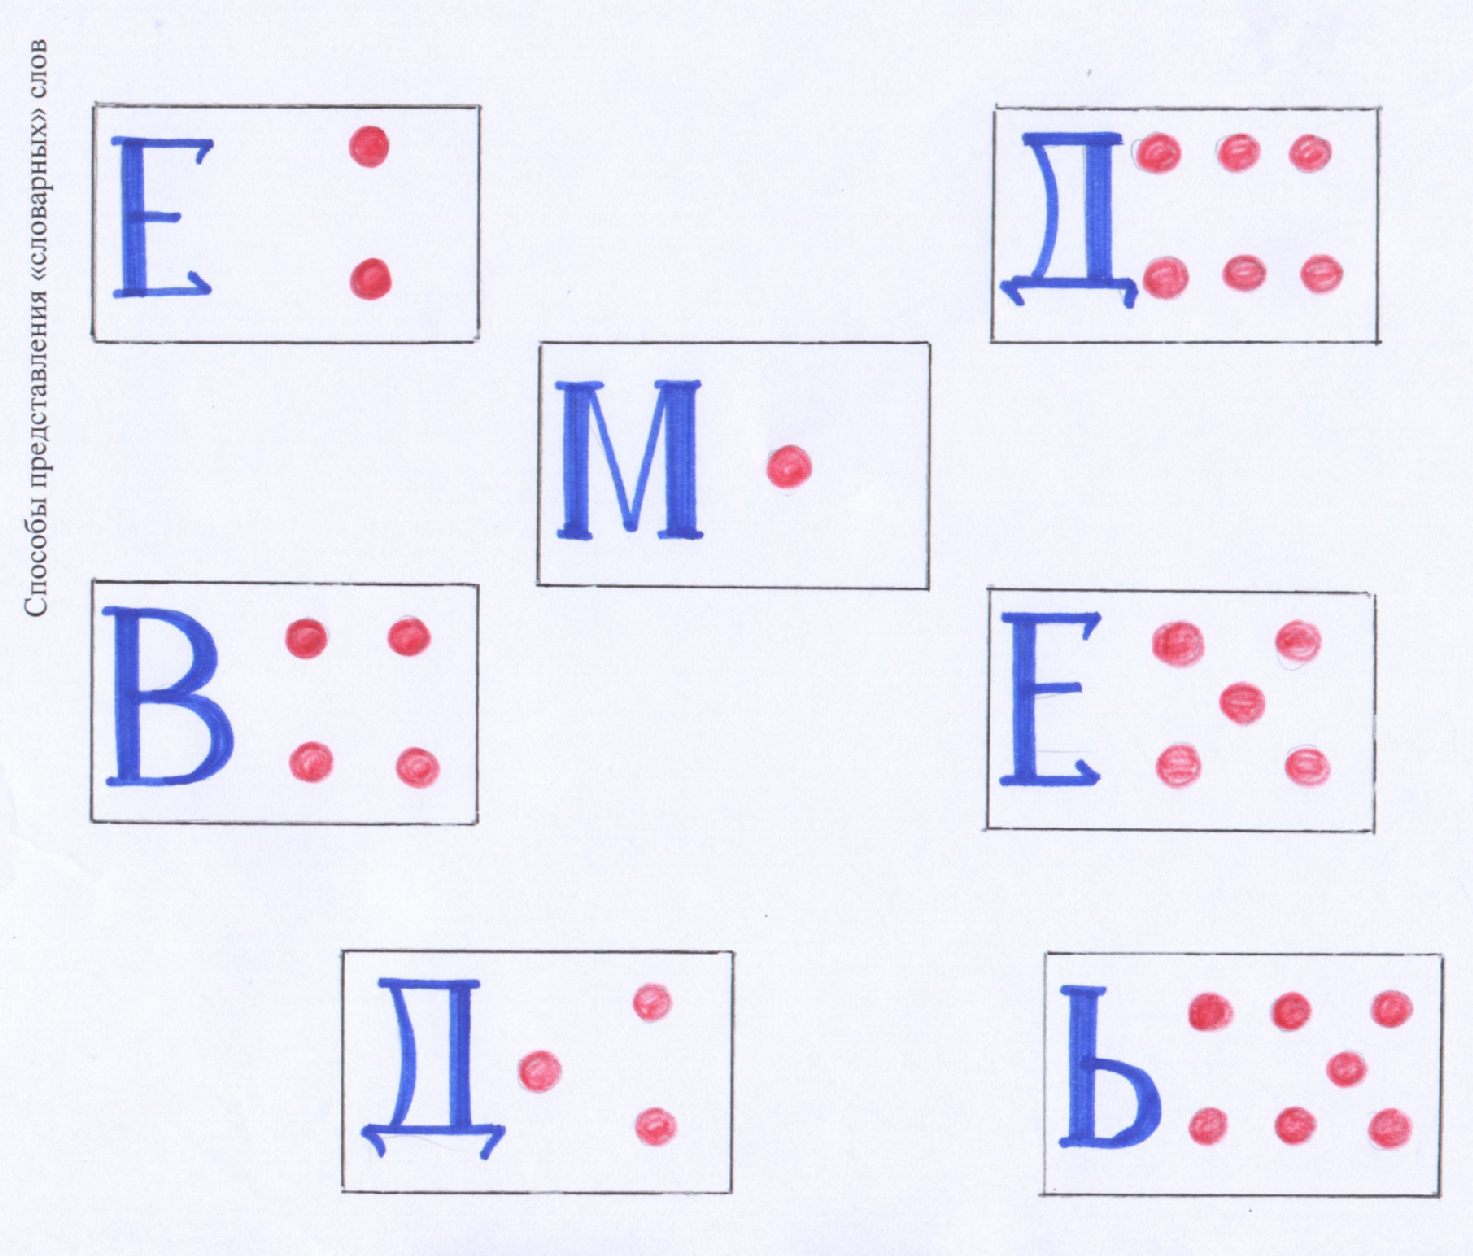 Способы представления «словарных» слов
Е
Д
М
В
Е
Д
Ь